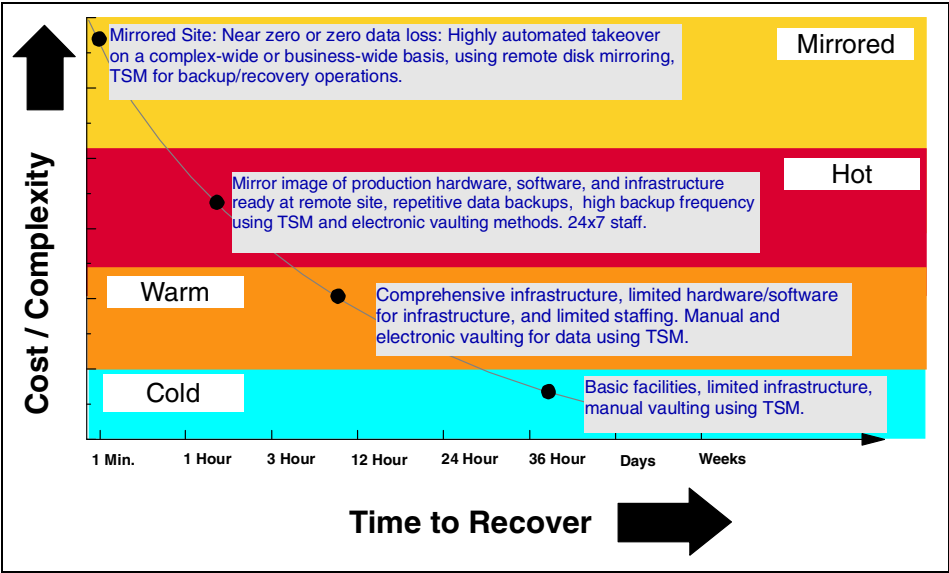 Mirrored Site: Near zero or zero data loss: Highly automated takeover
on a complex-wide or business-wide basis, using remote disk mirroring,
TSM for backup/recovery operations.
Mirrored
Hot
Mirror image of production hardware, software, and infrastructure
ready at remote site, repetitive data backups, high backup frequency
using TSM and electronic vaulting methods. 24x7 staff.
Warm
Comprehensive infrastructure, limited hardware/software
for infrastructure, and limited staffing. Manual and
electronic vaulting for data using TSM.
Cold
Basic facilities, limited infrastructure,
manual vaulting using TSM.
Cost / Complexity
1 Min. 1 Hour 3 Hour 12 Hour 24 Hour 36 Hour Days Weeks
Time to Recover